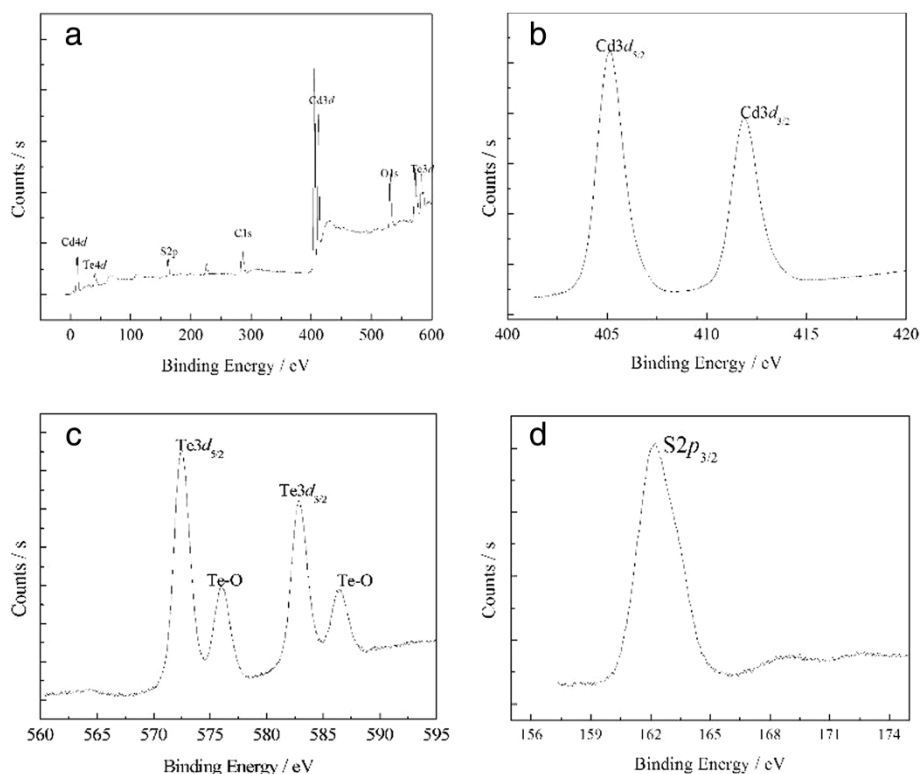 a
Counts / s
Cd4d
Te4d
S2p
C1s
Cd3d
O1s
Te3d
0 100 200 300 400 500 600
Binding Energy / eV
b
Counts / s
Cd3d5/2
Cd3d3/2
400 405 410 415 420
Binding Energy / eV
c
Counts / s
Te3d5/2
Te-O
Te3d3/2
Te-O
560 565 570 575 580 585 590 595
Binding Energy / eV
d
Counts / s
S2p3/2
156 159 162 165 168 171 174
Binding Energy / eV